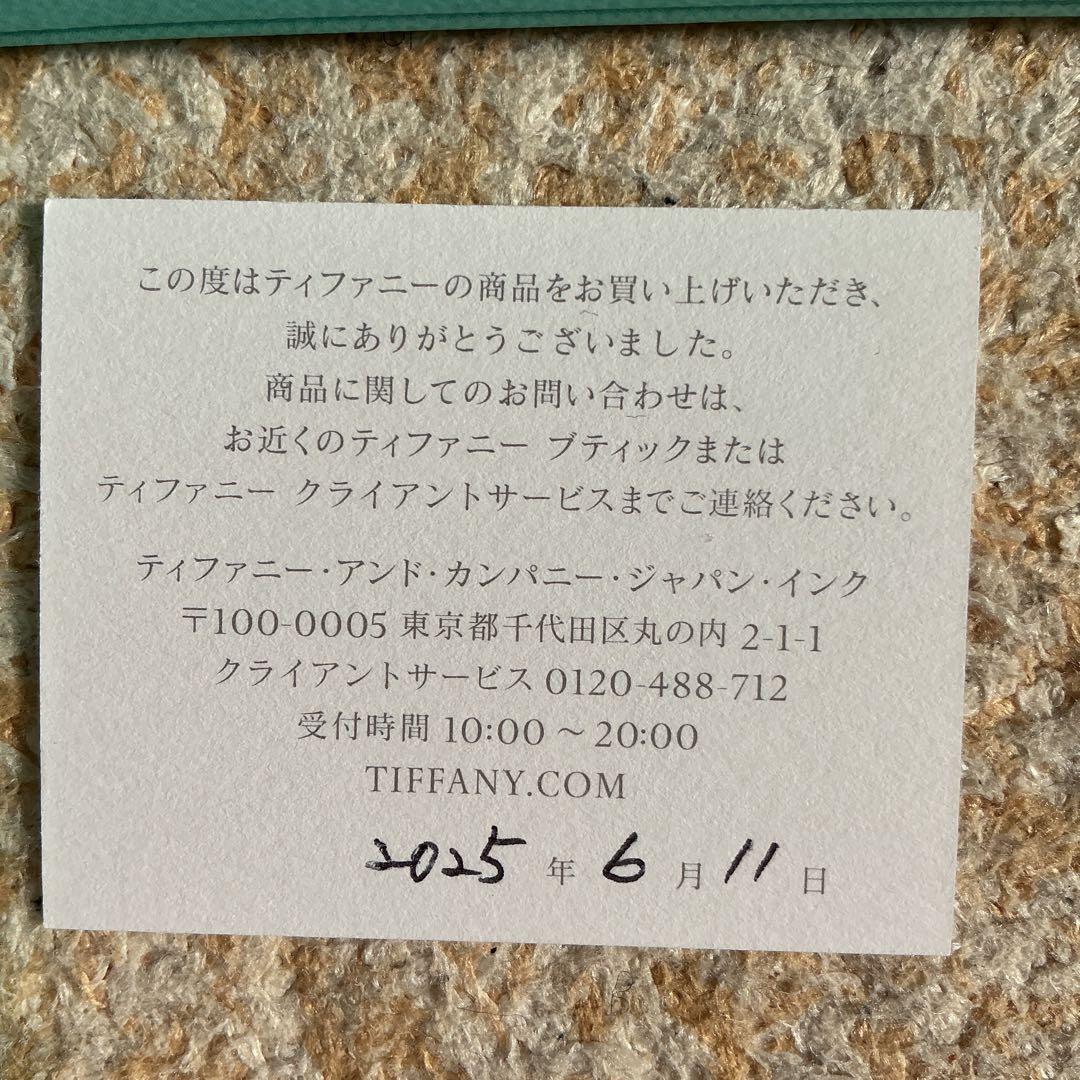 この度はティファニーの商品をお買い上げいただき、
誠にありがとうございました。
商品に関してのお問い合わせは、
お近くのティファニー ブティックまたは
ティファニー クライアントサービスまでご連絡ください。
ティファニー・アンド・カンパニー・ジャパン・インク
〒100-0005 東京都千代田区丸の内 2-1-1
クライアントサービス 0120-488-712
受付時間 10:00 〜 20:00
TIFFANY.COM
2025 年 6 月 11 日